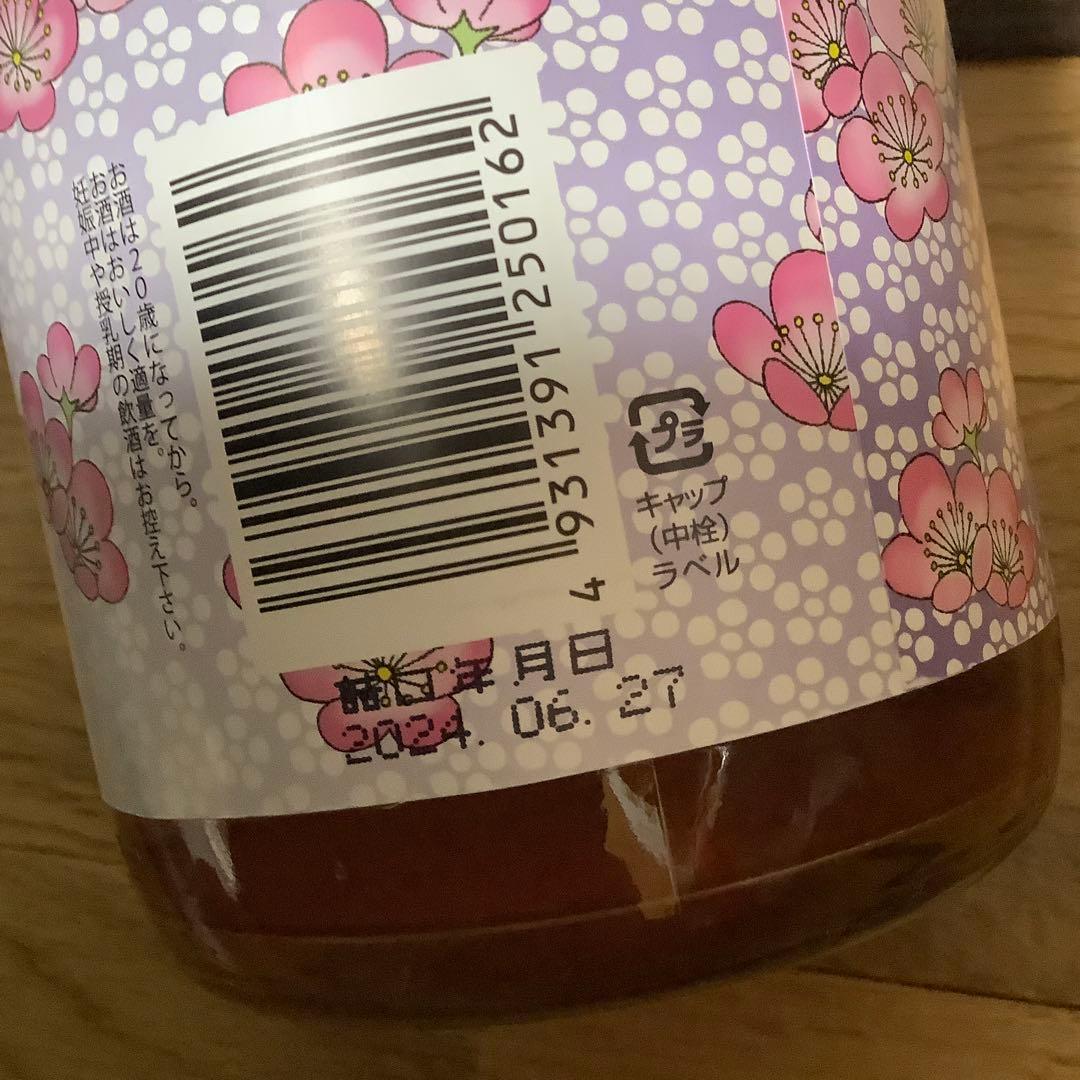 お酒は20歳になってから。
お酒はおいしく適量を。
妊娠中や授乳期の飲酒はお控え下さい。
4 931391 250162
プラ
キャップ
(中栓)
ラベル
詰口年月日
2024. 06. 27